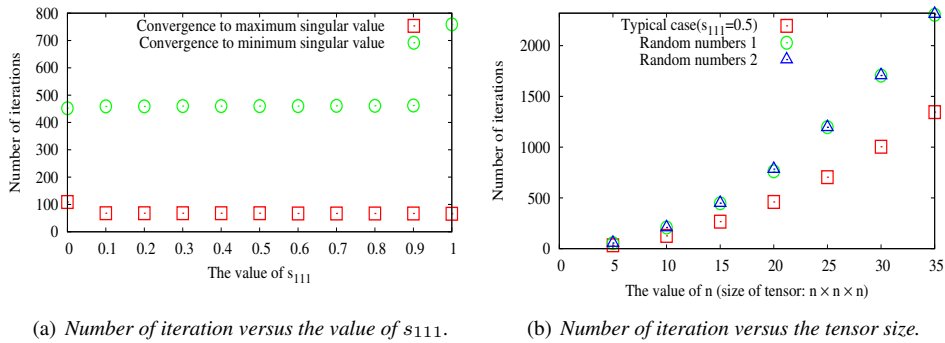 800
700
600
500
400
300
200
100
0
Number of iterations
Convergence to maximum singular value
Convergence to minimum singular value
0 0.1 0.2 0.3 0.4 0.5 0.6 0.7 0.8 0.9 1
The value of s111
(a) Number of iteration versus the value of s111.
2000
1500
1000
500
0
Number of iterations
Typical case(s111=0.5)
Random numbers 1
Random numbers 2
0 5 10 15 20 25 30 35
The value of n (size of tensor: n × n × n)
(b) Number of iteration versus the tensor size.